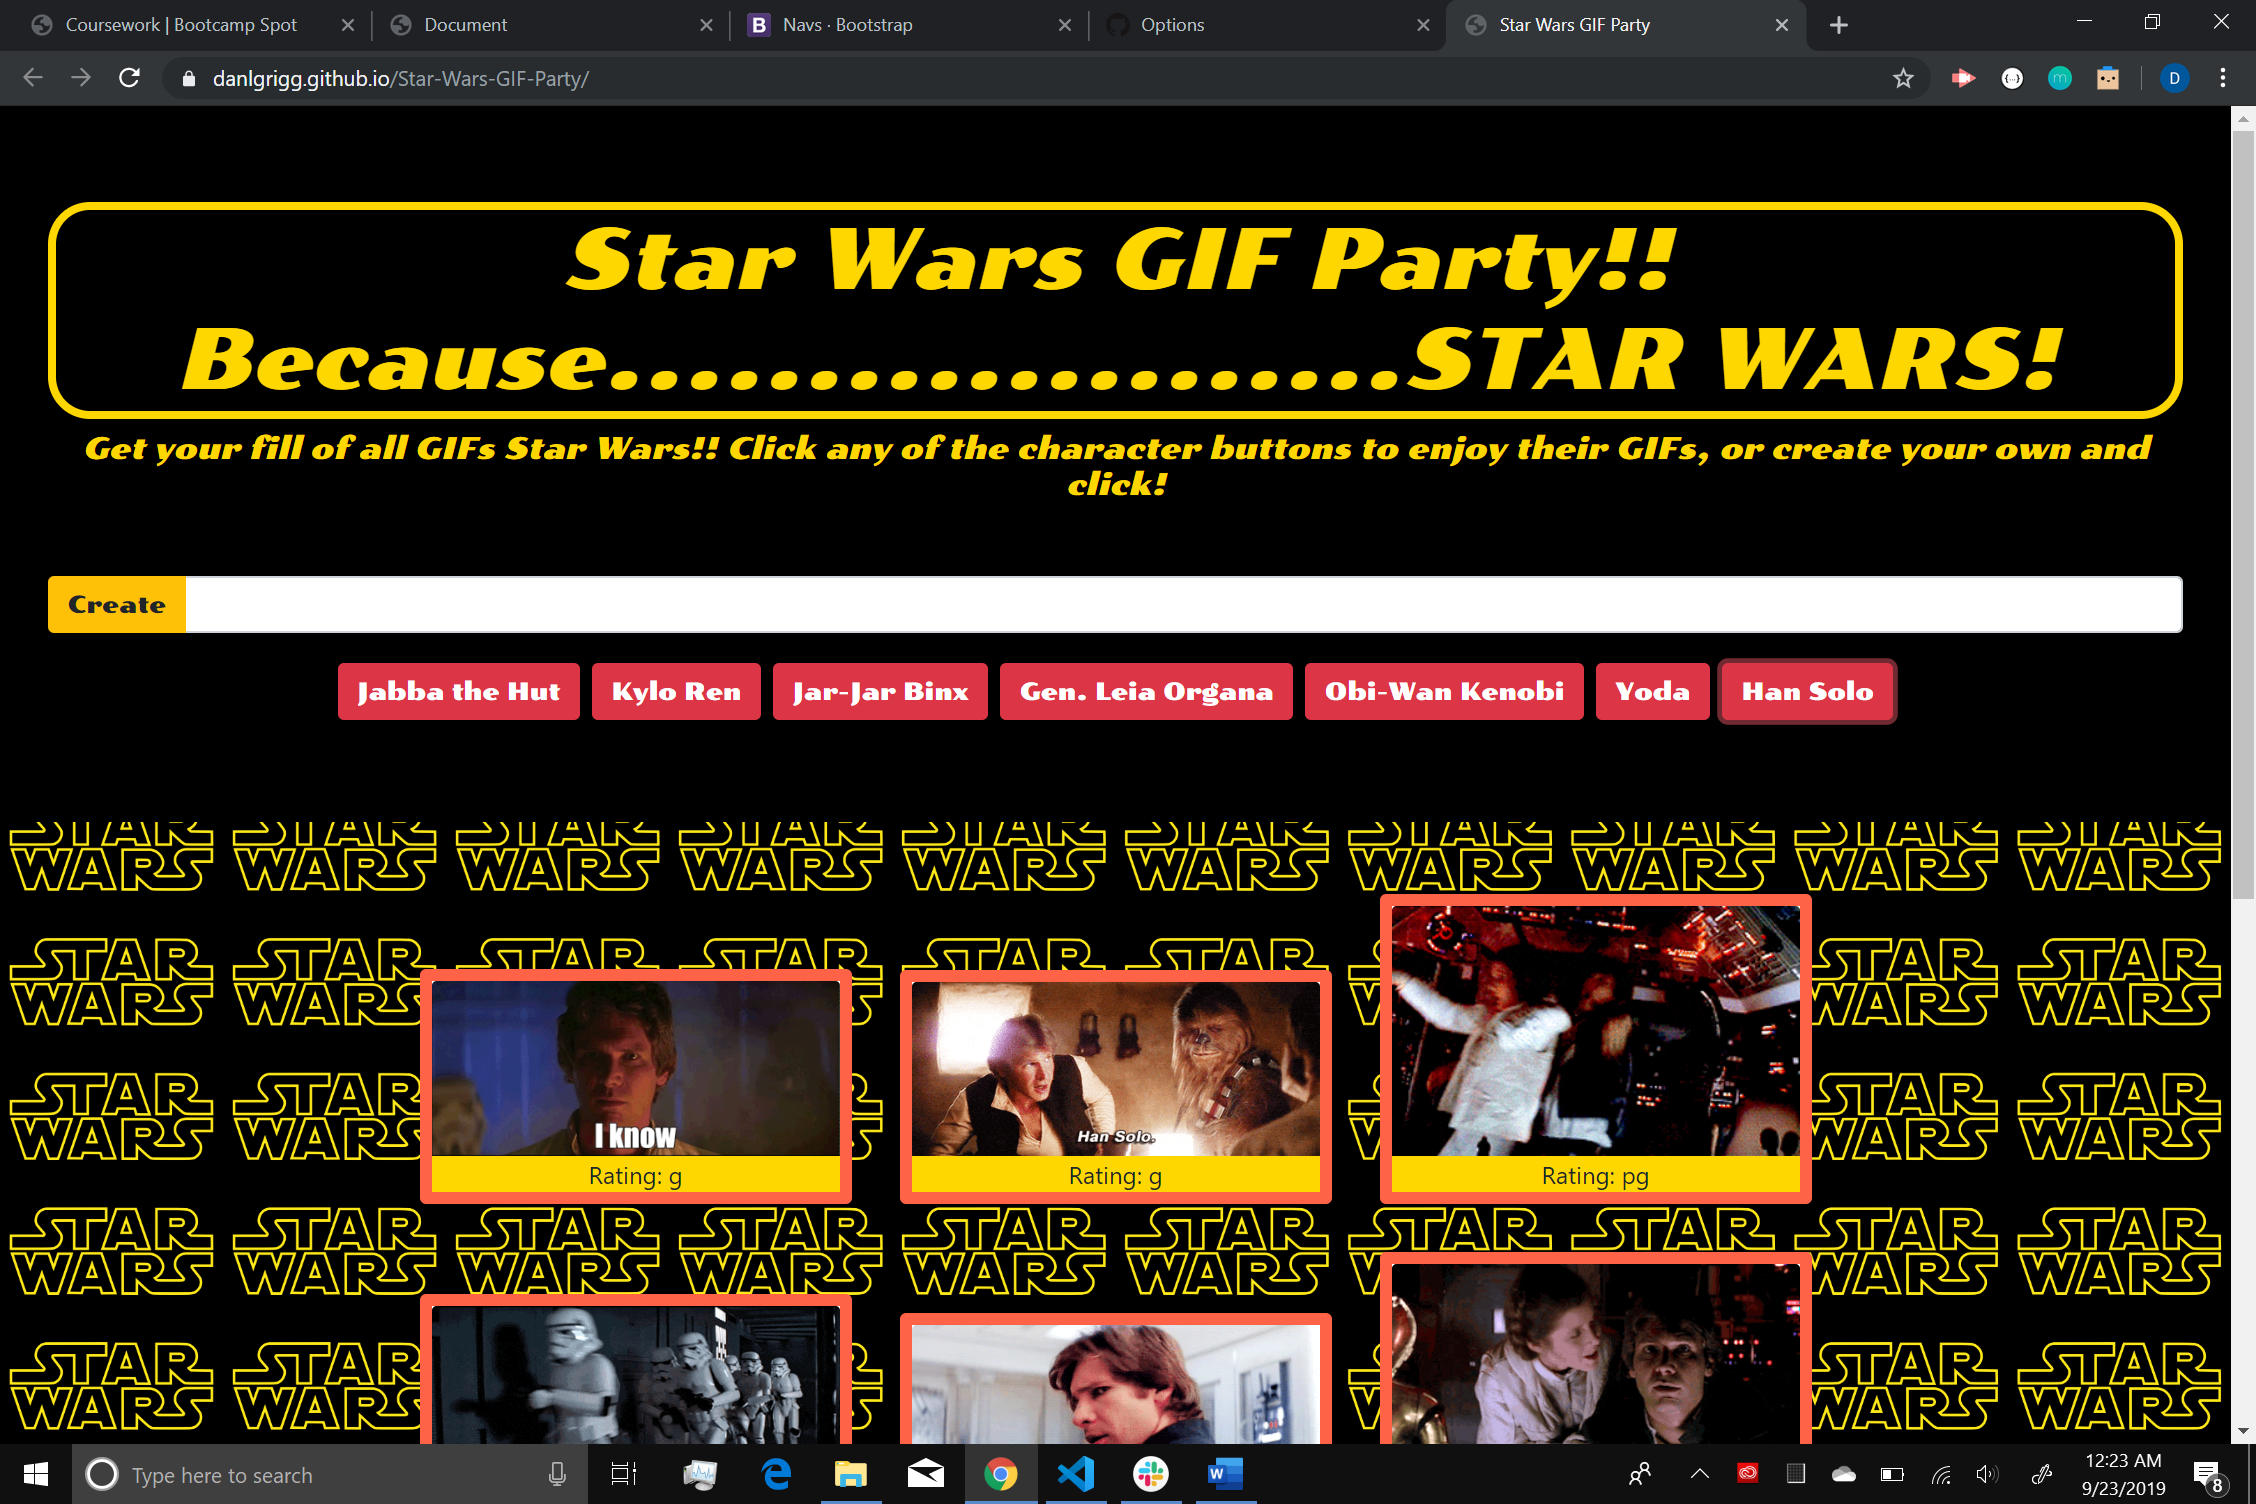 Coursework | Bootcamp Spot
Document
Navs · Bootstrap
Options
Star Wars GIF Party
danlgrigg.github.io/Star-Wars-GIF-Party/
D
Star Wars GIF Party!!
Because......................STAR WARS!
Get your fill of all GIFs Star Wars!! Click any of the character buttons to enjoy their GIFs, or create your own and
click!
Create
Jabba the Hut
Kylo Ren
Jar-Jar Binx
Gen. Leia Organa
Obi-Wan Kenobi
Yoda
Han Solo
STAR WARS
I know
Rating: g
Han Solo.
Rating: g
Rating: pg
Type here to search
12:23 AM
9/23/2019
8